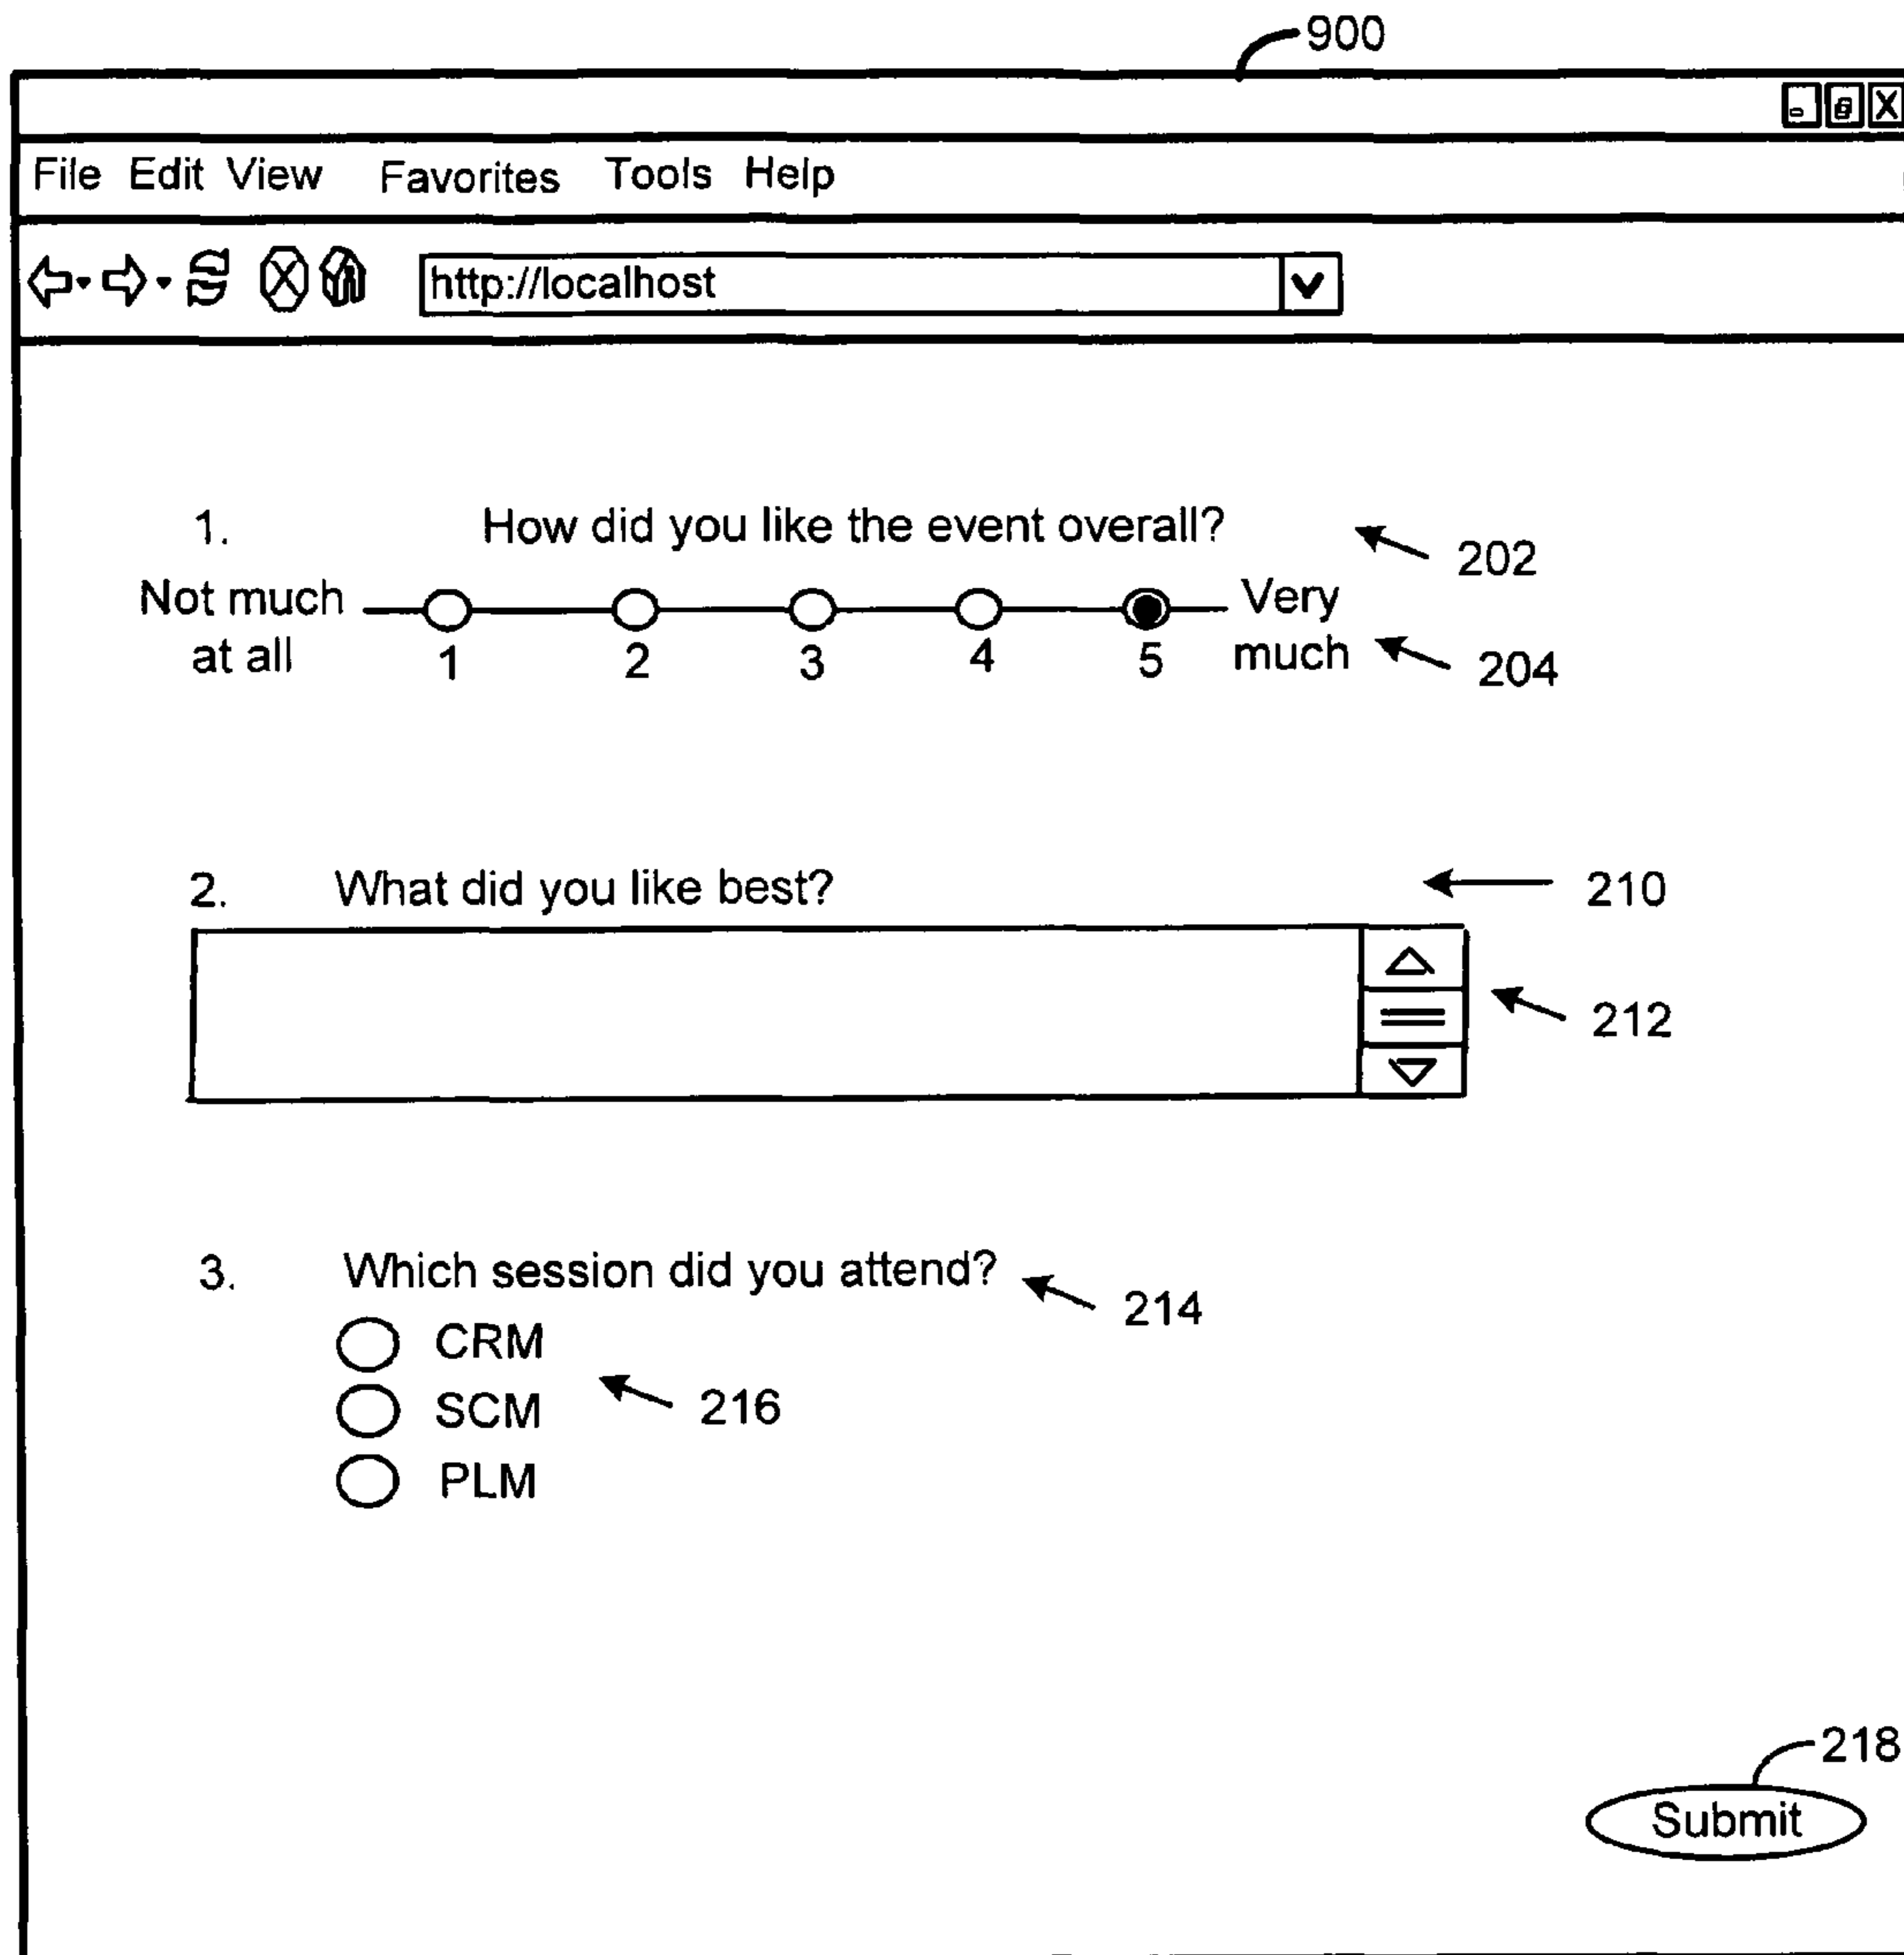 900
File Edit View Favorites Tools Help
http://localhost
1. How did you like the event overall?
202
Not much at all
Very much
1 2 3 4 5
204
2. What did you like best?
210
212
3. Which session did you attend?
214
CRM
SCM
216
PLM
218
Submit